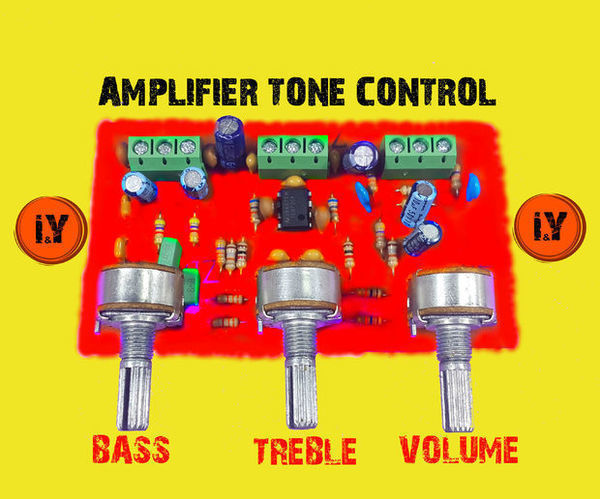 AMPLIFIER TONE CONTROL
I&Y
I&Y
BASS
TREBLE
VOLUME